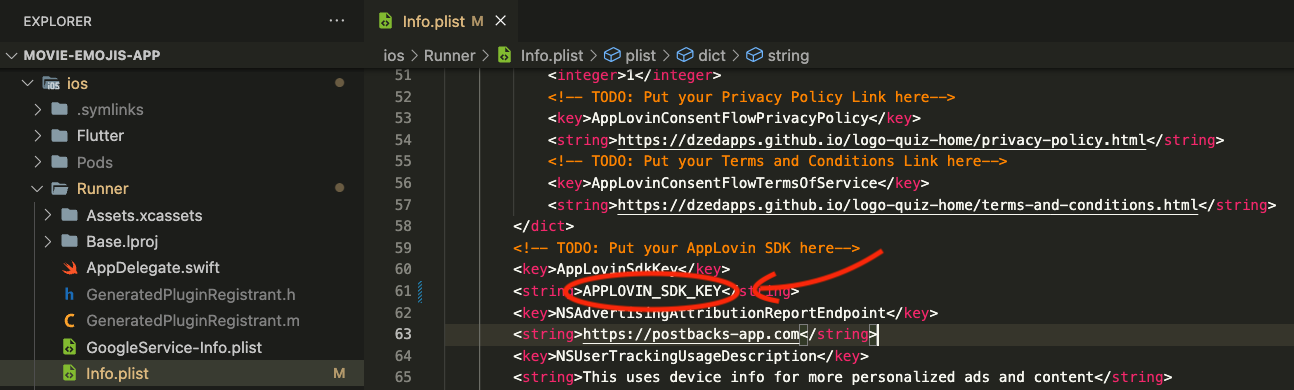 EXPLORER
MOVIE-EMOJIS-APP
ios
.symlinks
Flutter
Pods
Runner
Assets.xcassets
Base.lproj
AppDelegate.swift
h GeneratedPluginRegistrant.h
C GeneratedPluginRegistrant.m
GoogleService-Info.plist
Info.plist M
Info.plist M
ios > Runner > Info.plist > plist > dict > string
51 <integer>1</integer>
52 <!-- TODO: Put your Privacy Policy Link here-->
53 <key>AppLovinConsentFlowPrivacyPolicy</key>
54 <string>https://dzedapps.github.io/logo-quiz-home/privacy-policy.html</string>
55 <!-- TODO: Put your Terms and Conditions Link here-->
56 <key>AppLovinConsentFlowTermsOfService</key>
57 <string>https://dzedapps.github.io/logo-quiz-home/terms-and-conditions.html</string>
58 </dict>
59 <!-- TODO: Put your AppLovin SDK here-->
60 <key>AppLovinSdkKey</key>
61 <string>APPLOVIN_SDK_KEY</string>
62 <key>NSAdvertisingAttributionReportEndpoint</key>
63 <string>https://postbacks-app.com</string>
64 <key>NSUserTrackingUsageDescription</key>
65 <string>This uses device info for more personalized ads and content</string>